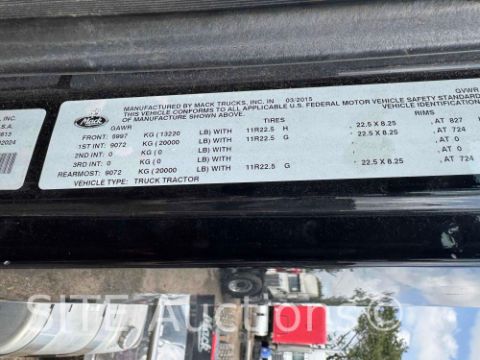 MANUFACTURED BY MACK TRUCKS, INC. IN 03/2015
THIS VEHICLE CONFORMS TO ALL APPLICABLE U.S. FEDERAL MOTOR VEHICLE SAFETY STANDARD
OF MANUFACTURE SHOWN ABOVE. VEHICLE IDENTIFICATION
GVWR
Mack
GAWR TIRES RIMS
FRONT: 5997 KG ( 13220 LB) WITH 11R22.5 H , 22.5 X 8.25 , AT 827
1ST INT: 9072 KG ( 20000 LB) WITH 11R22.5 G , 22.5 X 8.25 , AT 724
2ND INT: 0 KG ( 0 LB) WITH , AT 0
3RD INT: 0 KG ( 0 LB) WITH , AT 0
REARMOST: 9072 KG ( 20000 LB) WITH 11R22.5 G , 22.5 X 8.25 , AT 724
VEHICLE TYPE: TRUCK TRACTOR
, INC.
S.A.
2024
Mack
SITE Auctions.com